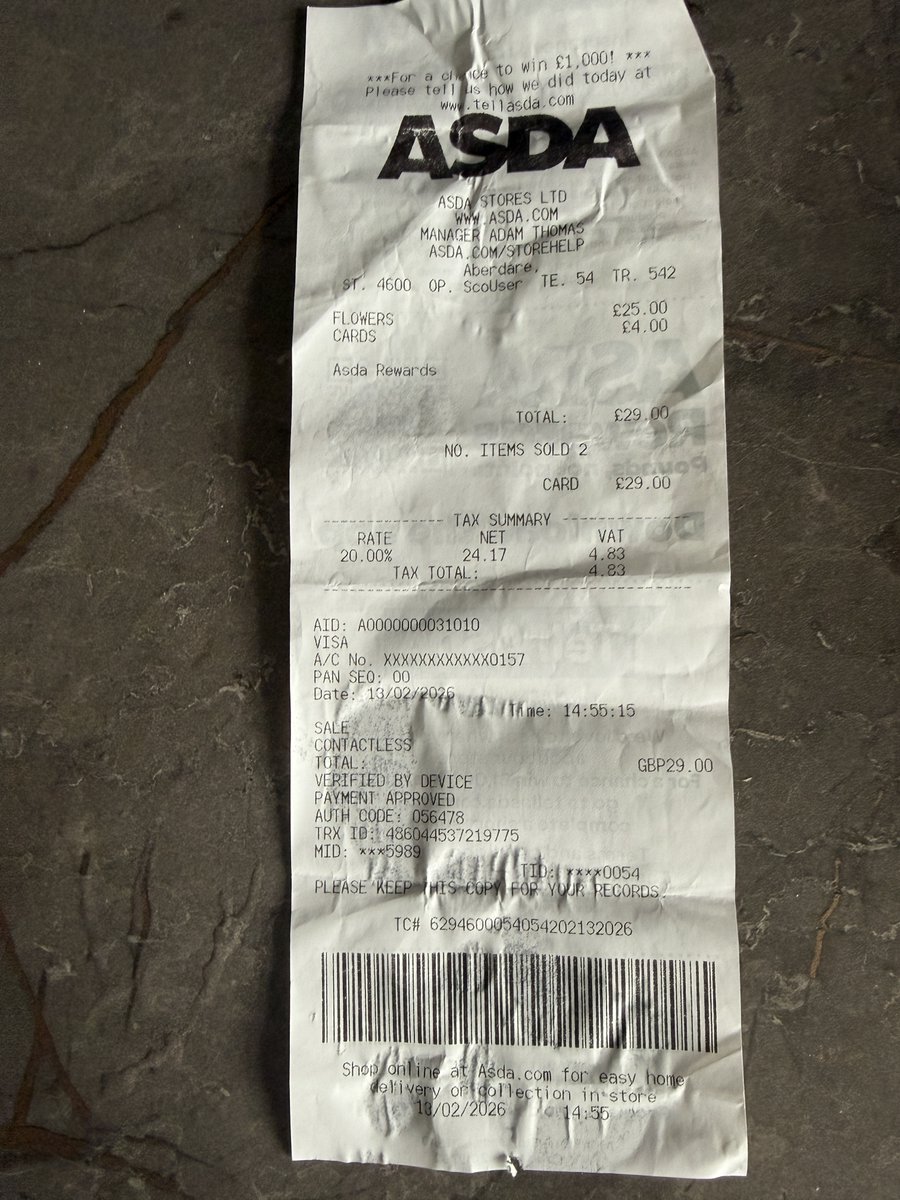 ***For a chance to win £1,000! ***
Please tell us how we did today at
www.tellasda.com
ASDA
ASDA STORES LTD
WWW.ASDA.COM
MANAGER ADAM THOMAS
ASDA.COM/STOREHELP
Aberdare,
ST. 4600 OP. ScoUser TE. 54 TR. 542
FLOWERS £25.00
CARDS £4.00
Asda Rewards
TOTAL: £29.00
NO. ITEMS SOLD 2
CARD £29.00
---------------- TAX SUMMARY ----------------
RATE NET VAT
20.00% 24.17 4.83
TAX TOTAL: 4.83
AID: A0000000031010
VISA
A/C No. XXXXXXXXXXXX0157
PAN SEQ: 00
Date: 13/02/2026
Time: 14:55:15
SALE
CONTACTLESS
TOTAL: GBP29.00
VERIFIED BY DEVICE
PAYMENT APPROVED
AUTH CODE: 056478
TRX ID: 486044537219775
MID: ***5989
TID: ****0054
PLEASE KEEP THIS COPY FOR YOUR RECORDS.
TC# 6294600054054202132026
Shop online at Asda.com for easy home
delivery or collection in store
13/02/2026 14:55